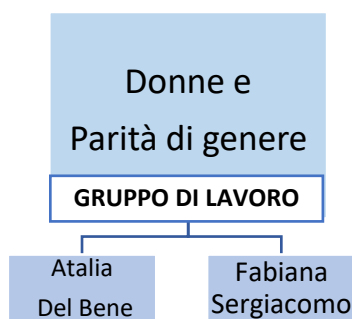 Donne e
Parità di genere
GRUPPO DI LAVORO
Atalia
Del Bene
Fabiana
Sergiacomo